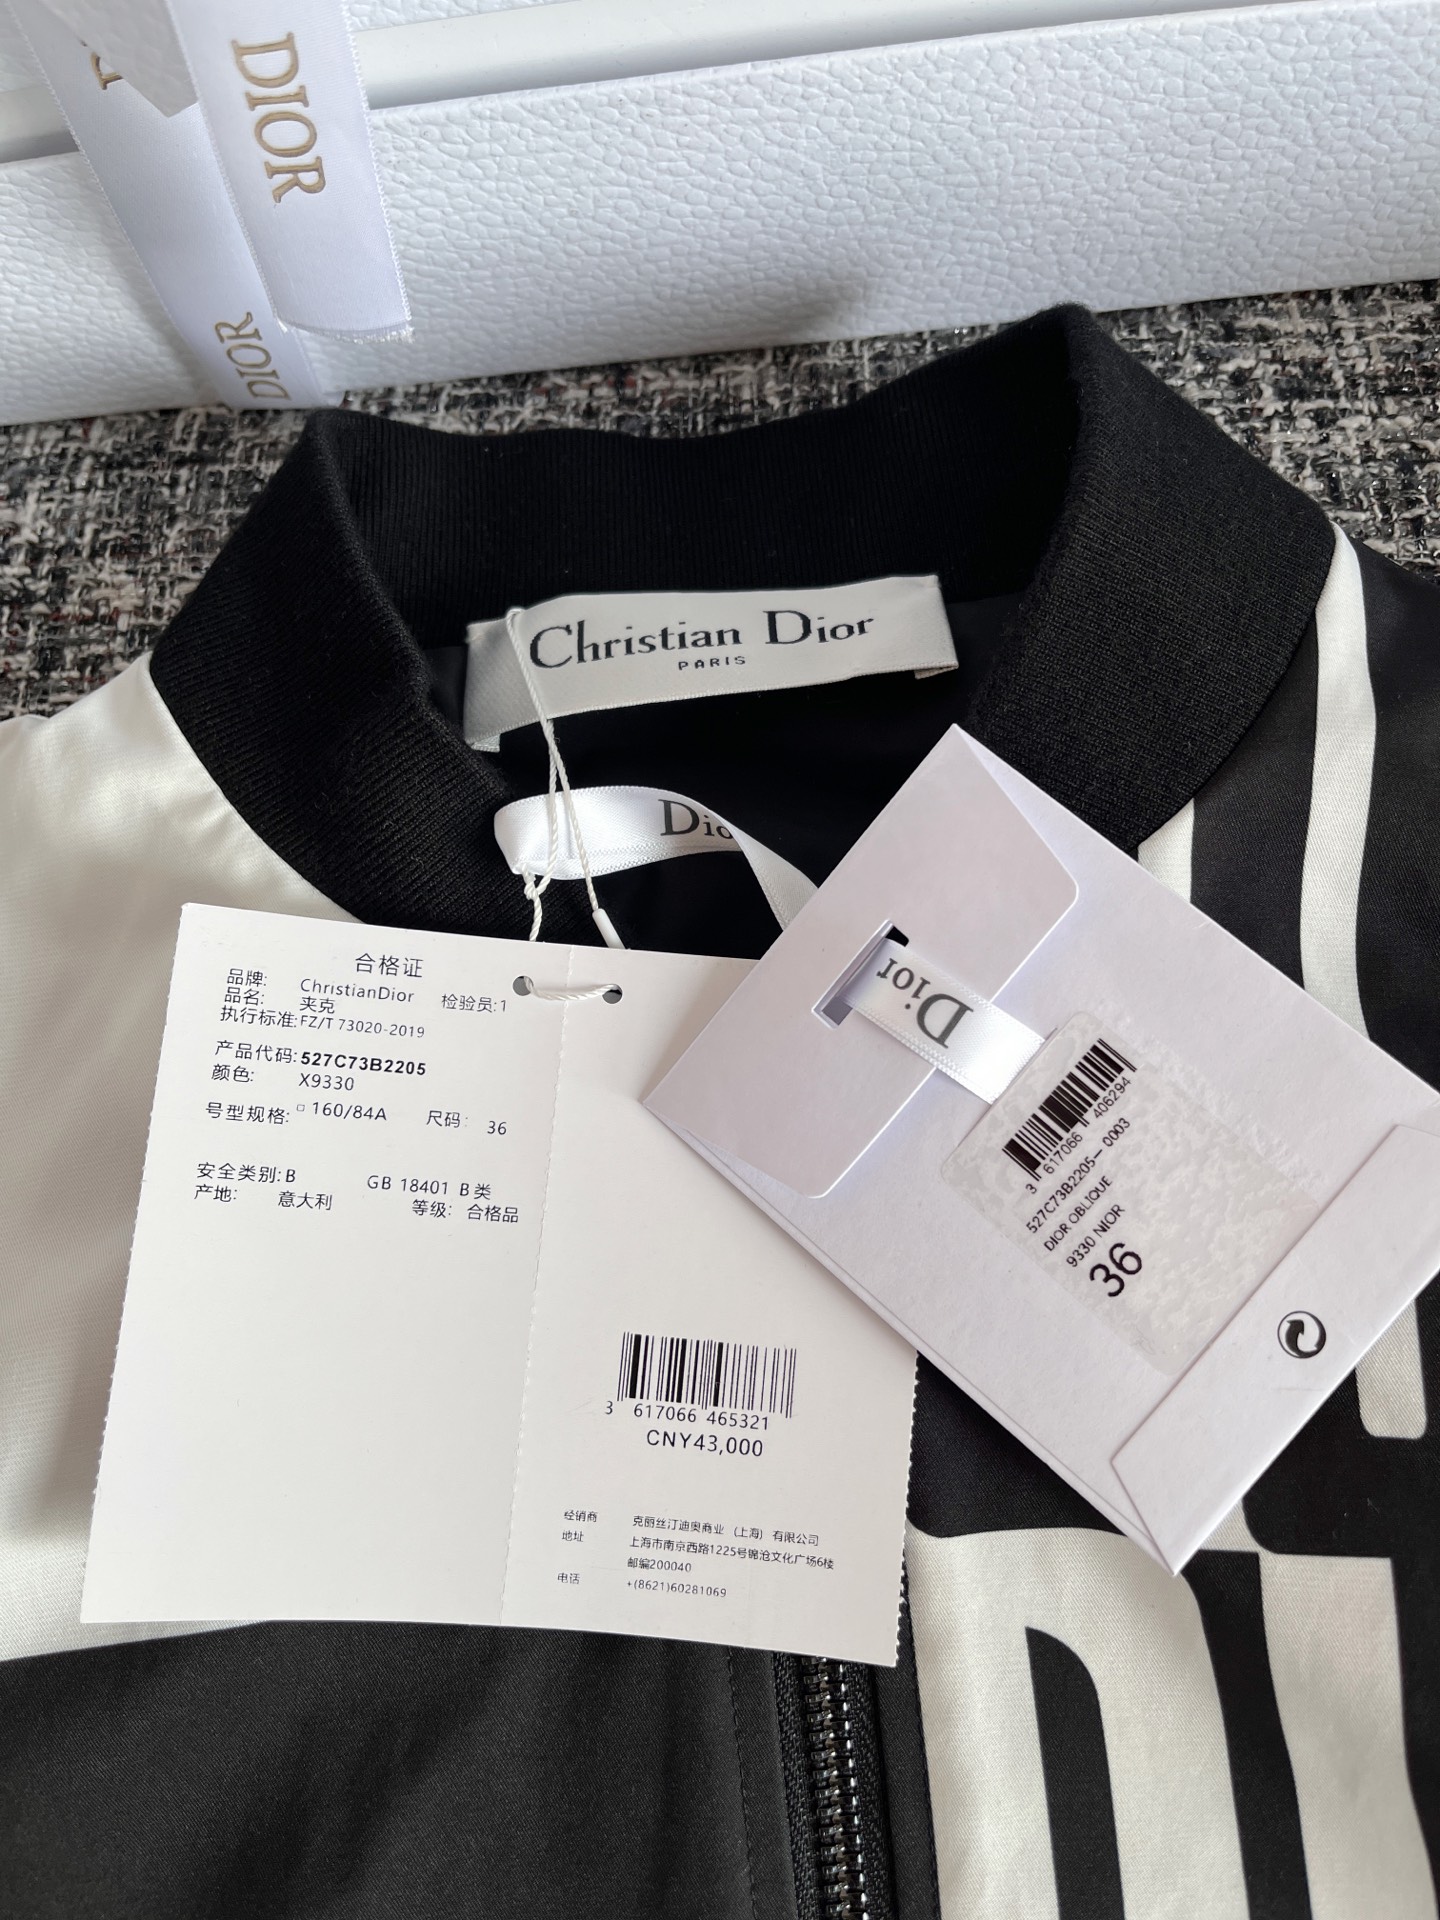 DIOR
DIOR
Christian Dior
PARIS
Dio
Dior
合格证
品牌: ChristianDior 检验员:1
品名: 夹克
执行标准:FZ/T 73020-2019
产品代码:527C73B2205
颜色: X9330
号型规格: 160/84A 尺码: 36
安全类别:B GB 18401 B类
产地: 意大利 等级: 合格品
3 617066 465321
CNY43,000
经销商 克丽丝汀迪奥商业 (上海) 有限公司
地址 上海市南京西路1225号锦沧文化广场6楼
邮编200040
电话 +(8621)60281069
3 617066 406294
527C73B2205-0003
DIOR OBLIQUE
9330 NIOR
36